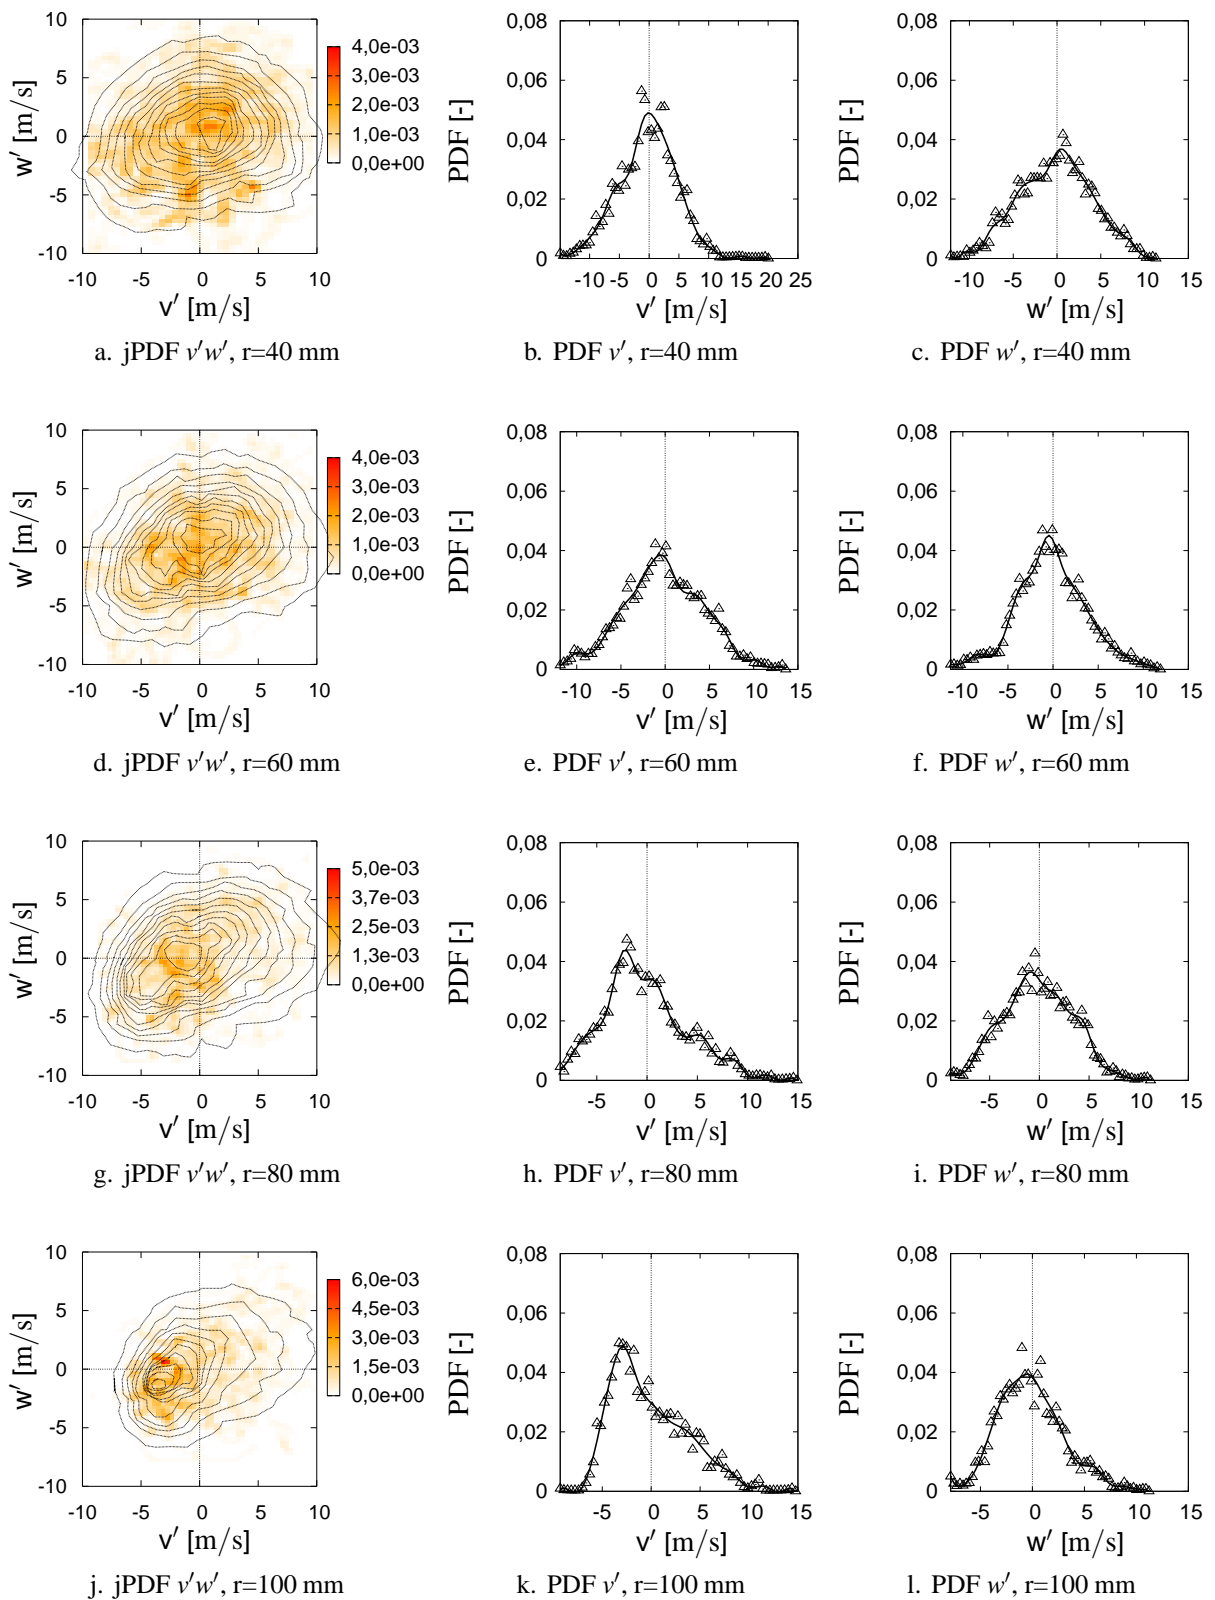 10
5
0
-5
-10
w′ [m/s]
-10 -5 0 5 10
v′ [m/s]
4,0e-03
3,0e-03
2,0e-03
1,0e-03
0,0e+00
a. jPDF v′w′, r=40 mm
0,08
0,06
0,04
0,02
0
PDF [-]
-10 -5 0 5 10 15 20 25
v′ [m/s]
b. PDF v′, r=40 mm
0,08
0,06
0,04
0,02
0
PDF [-]
-10 -5 0 5 10 15
w′ [m/s]
c. PDF w′, r=40 mm
10
5
0
-5
-10
w′ [m/s]
-10 -5 0 5 10
v′ [m/s]
4,0e-03
3,0e-03
2,0e-03
1,0e-03
0,0e+00
d. jPDF v′w′, r=60 mm
0,08
0,06
0,04
0,02
0
PDF [-]
-10 -5 0 5 10 15
v′ [m/s]
e. PDF v′, r=60 mm
0,08
0,06
0,04
0,02
0
PDF [-]
-10 -5 0 5 10 15
w′ [m/s]
f. PDF w′, r=60 mm
10
5
0
-5
-10
w′ [m/s]
-10 -5 0 5 10
v′ [m/s]
5,0e-03
3,7e-03
2,5e-03
1,3e-03
0,0e+00
g. jPDF v′w′, r=80 mm
0,08
0,06
0,04
0,02
0
PDF [-]
-5 0 5 10 15
v′ [m/s]
h. PDF v′, r=80 mm
0,08
0,06
0,04
0,02
0
PDF [-]
-5 0 5 10 15
w′ [m/s]
i. PDF w′, r=80 mm
10
5
0
-5
-10
w′ [m/s]
-10 -5 0 5 10
v′ [m/s]
6,0e-03
4,5e-03
3,0e-03
1,5e-03
0,0e+00
j. jPDF v′w′, r=100 mm
0,08
0,06
0,04
0,02
0
PDF [-]
-5 0 5 10 15
v′ [m/s]
k. PDF v′, r=100 mm
0,08
0,06
0,04
0,02
0
PDF [-]
-5 0 5 10 15
w′ [m/s]
l. PDF w′, r=100 mm